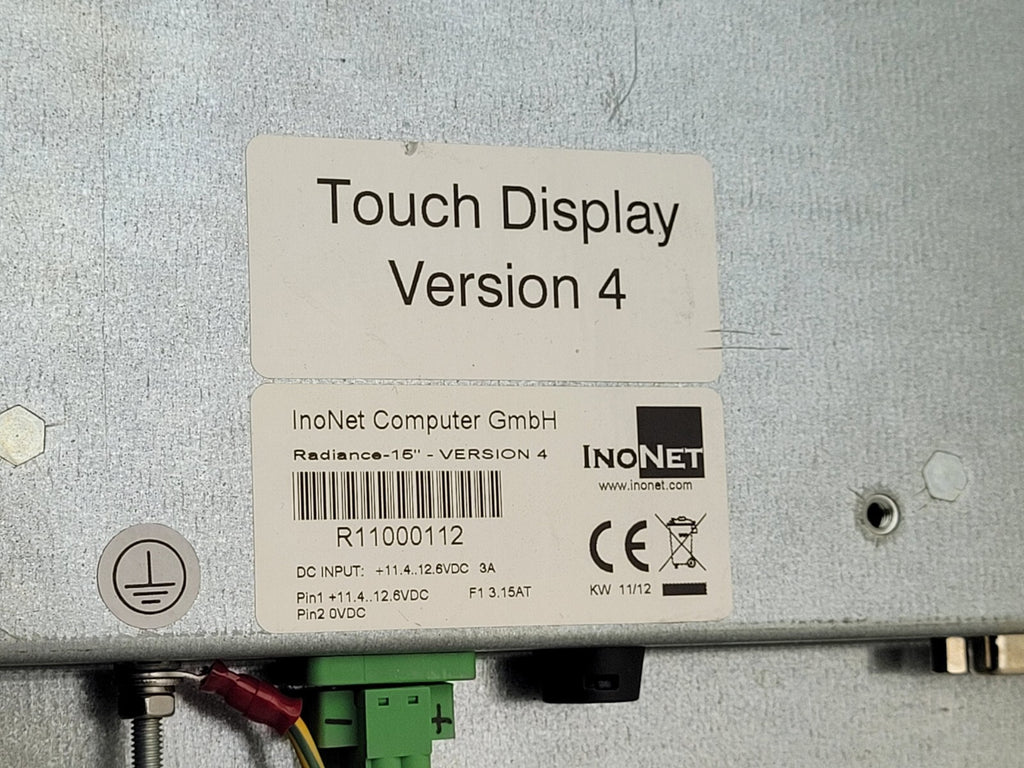 Touch Display
Version 4
InoNet Computer GmbH
Radiance-15" - VERSION 4
INONET
www.inonet.com
R11000112
DC INPUT: +11.4..12.6VDC 3A
Pin1 +11.4..12.6VDC F1 3.15AT
Pin2 0VDC
CE
KW 11/12
- +